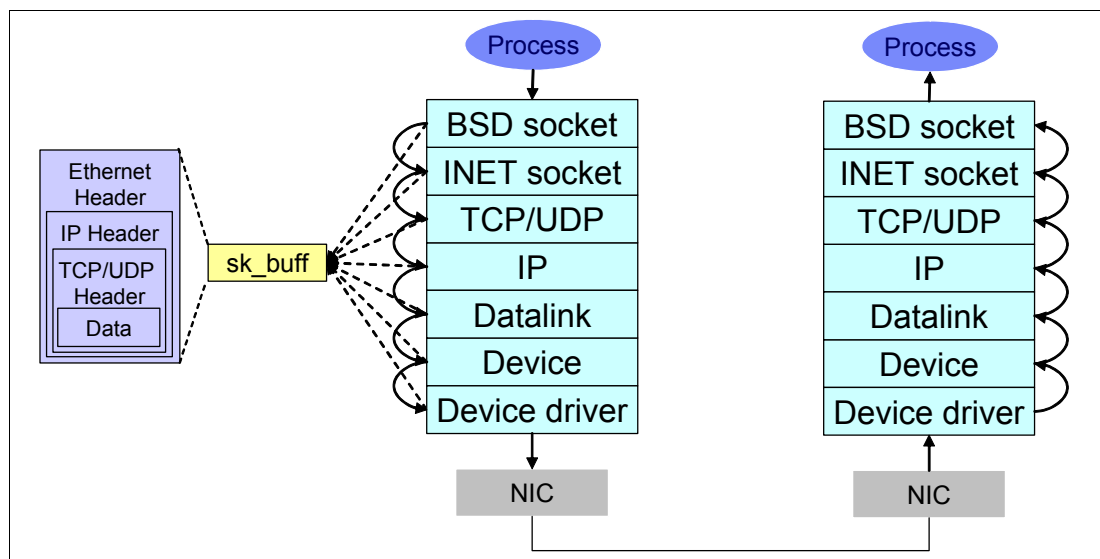 Process
BSD socket
INET socket
TCP/UDP
IP
Datalink
Device
Device driver
NIC
Ethernet
Header
IP Header
TCP/UDP
Header
Data
sk_buff
Process
BSD socket
INET socket
TCP/UDP
IP
Datalink
Device
Device driver
NIC